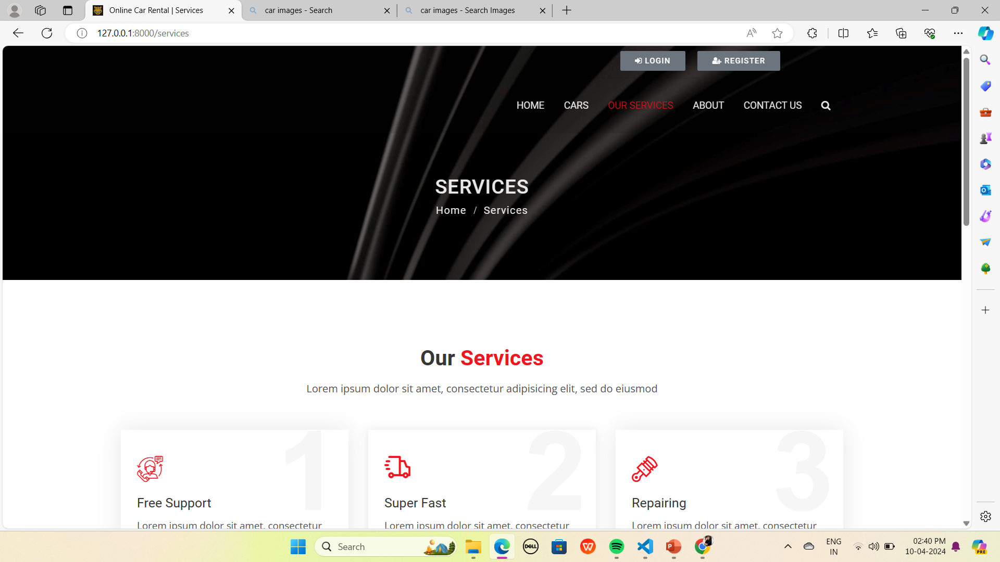 Online Car Rental | Services
car images - Search
car images - Search Images
127.0.0.1:8000/services
LOGIN
REGISTER
HOME
CARS
OUR SERVICES
ABOUT
CONTACT US
SERVICES
Home / Services
Our Services
Lorem ipsum dolor sit amet, consectetur adipisicing elit, sed do eiusmod
1
2
3
Free Support
Super Fast
Repairing
Lorem ipsum dolor sit amet, consectetur
Lorem ipsum dolor sit amet, consectetur
Lorem ipsum dolor sit amet, consectetur
Search
DELL
ENG
IN
02:40 PM
10-04-2024
PRE